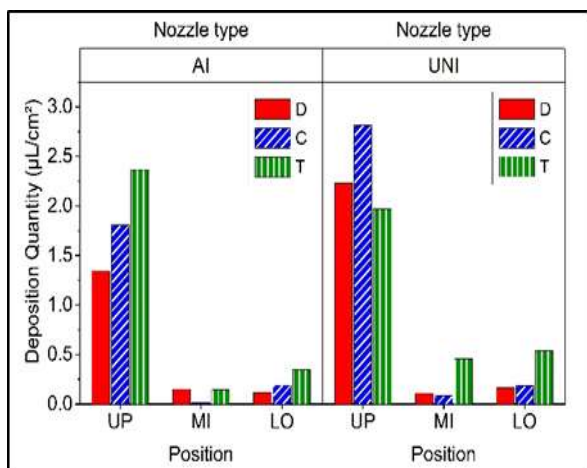 Nozzle type Nozzle type
AI UNI
Deposition Quantity (µL/cm²)
3.0
2.5
2.0
1.5
1.0
0.5
0.0
D
C
T
D
C
T
UP MI LO UP MI LO
Position Position